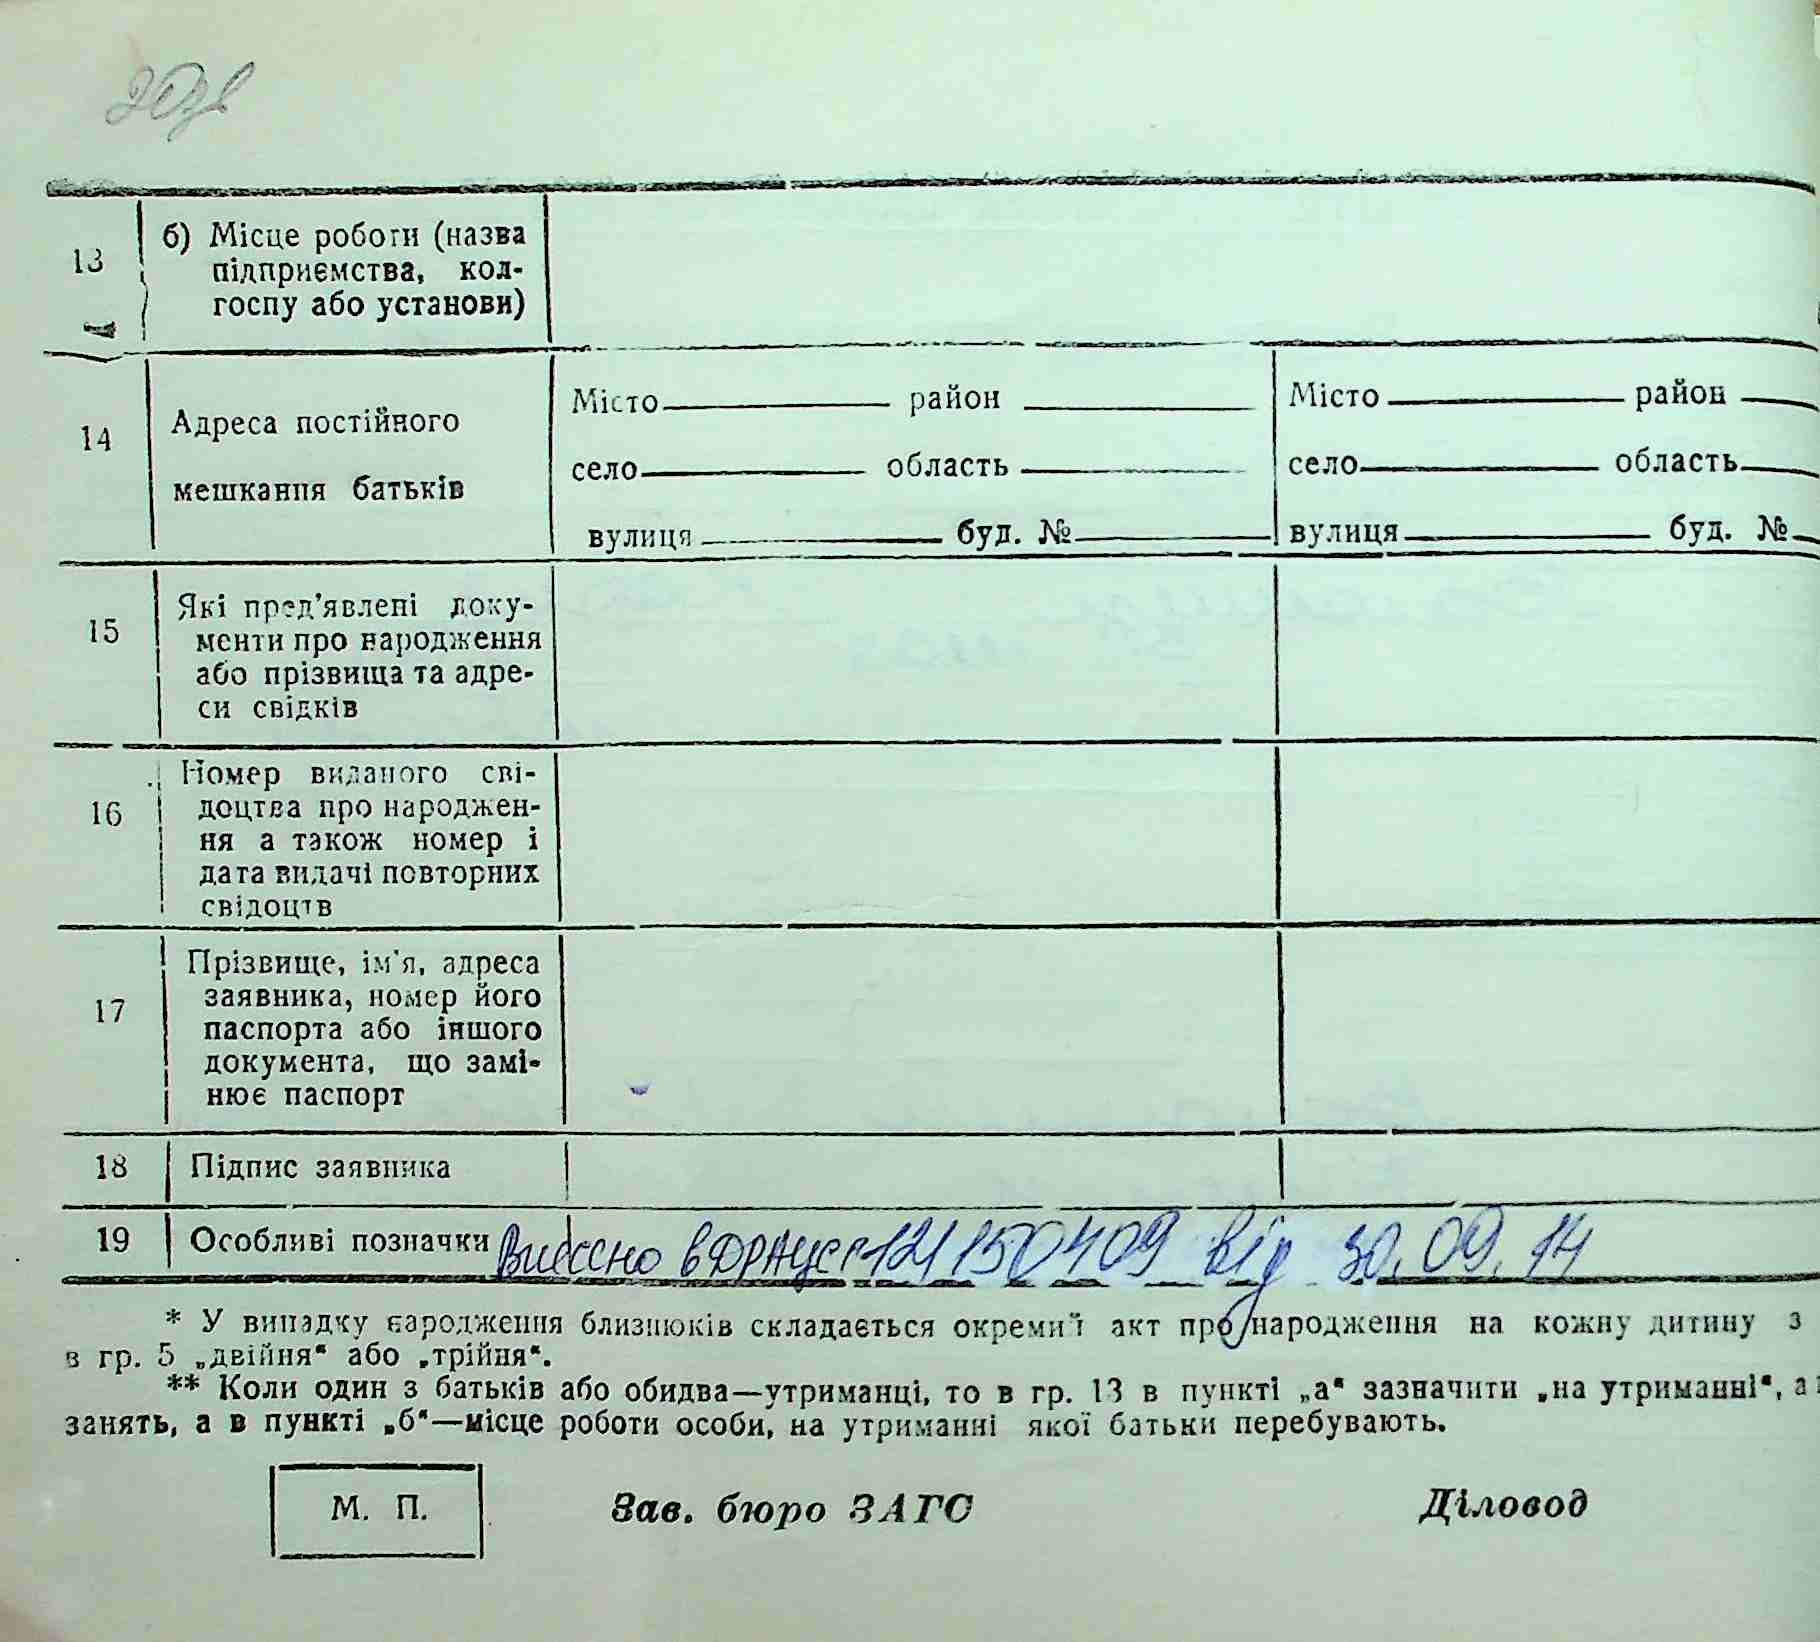 20зв
13
б) Місце роботи (назва
підприємства, кол-
госпу або установи)
14
Адреса постійного
мешкання батьків
Місто район
село область
вулиця буд. №
Місто район
село область
вулиця буд. №
15
Які пред’явлені доку-
менти про народження
або прізвища та адре-
си свідків
16
Номер виданого сві-
доцтва про народжен-
ня а також номер і
дата видачі повторних
свідоцтв
17
Прізвище, ім'я, адреса
заявника, номер його
паспорта або іншого
документа, що замі-
нює паспорт
18
Підпис заявника
19
Особливі позначки Внесено в ДРАЦСГ 121150409 від 30.09.14
* У випадку народження близнюків складається окремий акт про народження на кожну дитину з
в гр. 5 „двійня“ або „трійня“.
** Коли один з батьків або обидва—утриманці, то в гр. 13 в пункті „а“ зазначити „на утриманні“, а
занять, а в пункті „б“—місце роботи особи, на утриманні якої батьки перебувають.
М. П.
Зав. бюро ЗАГС
Діловод